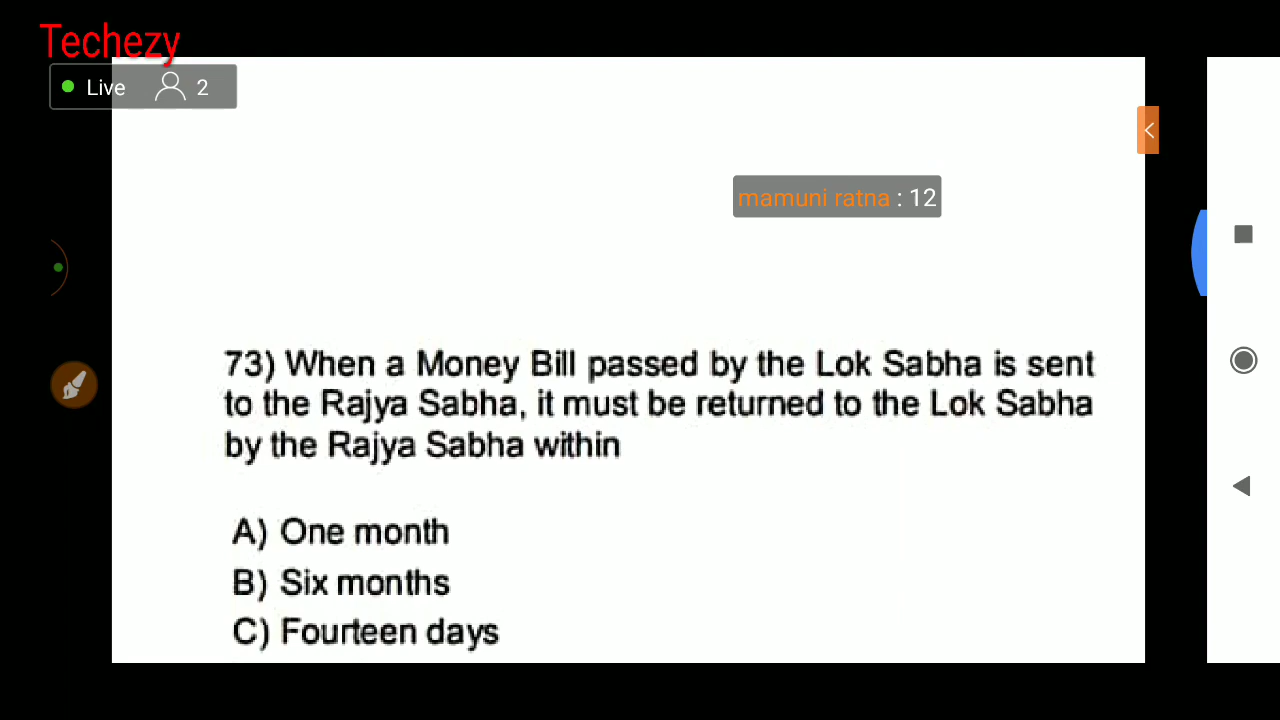 Techezy
Live 2
mamuni ratna : 12
73) When a Money Bill passed by the Lok Sabha is sent
to the Rajya Sabha, it must be returned to the Lok Sabha
by the Rajya Sabha within
A) One month
B) Six months
C) Fourteen days